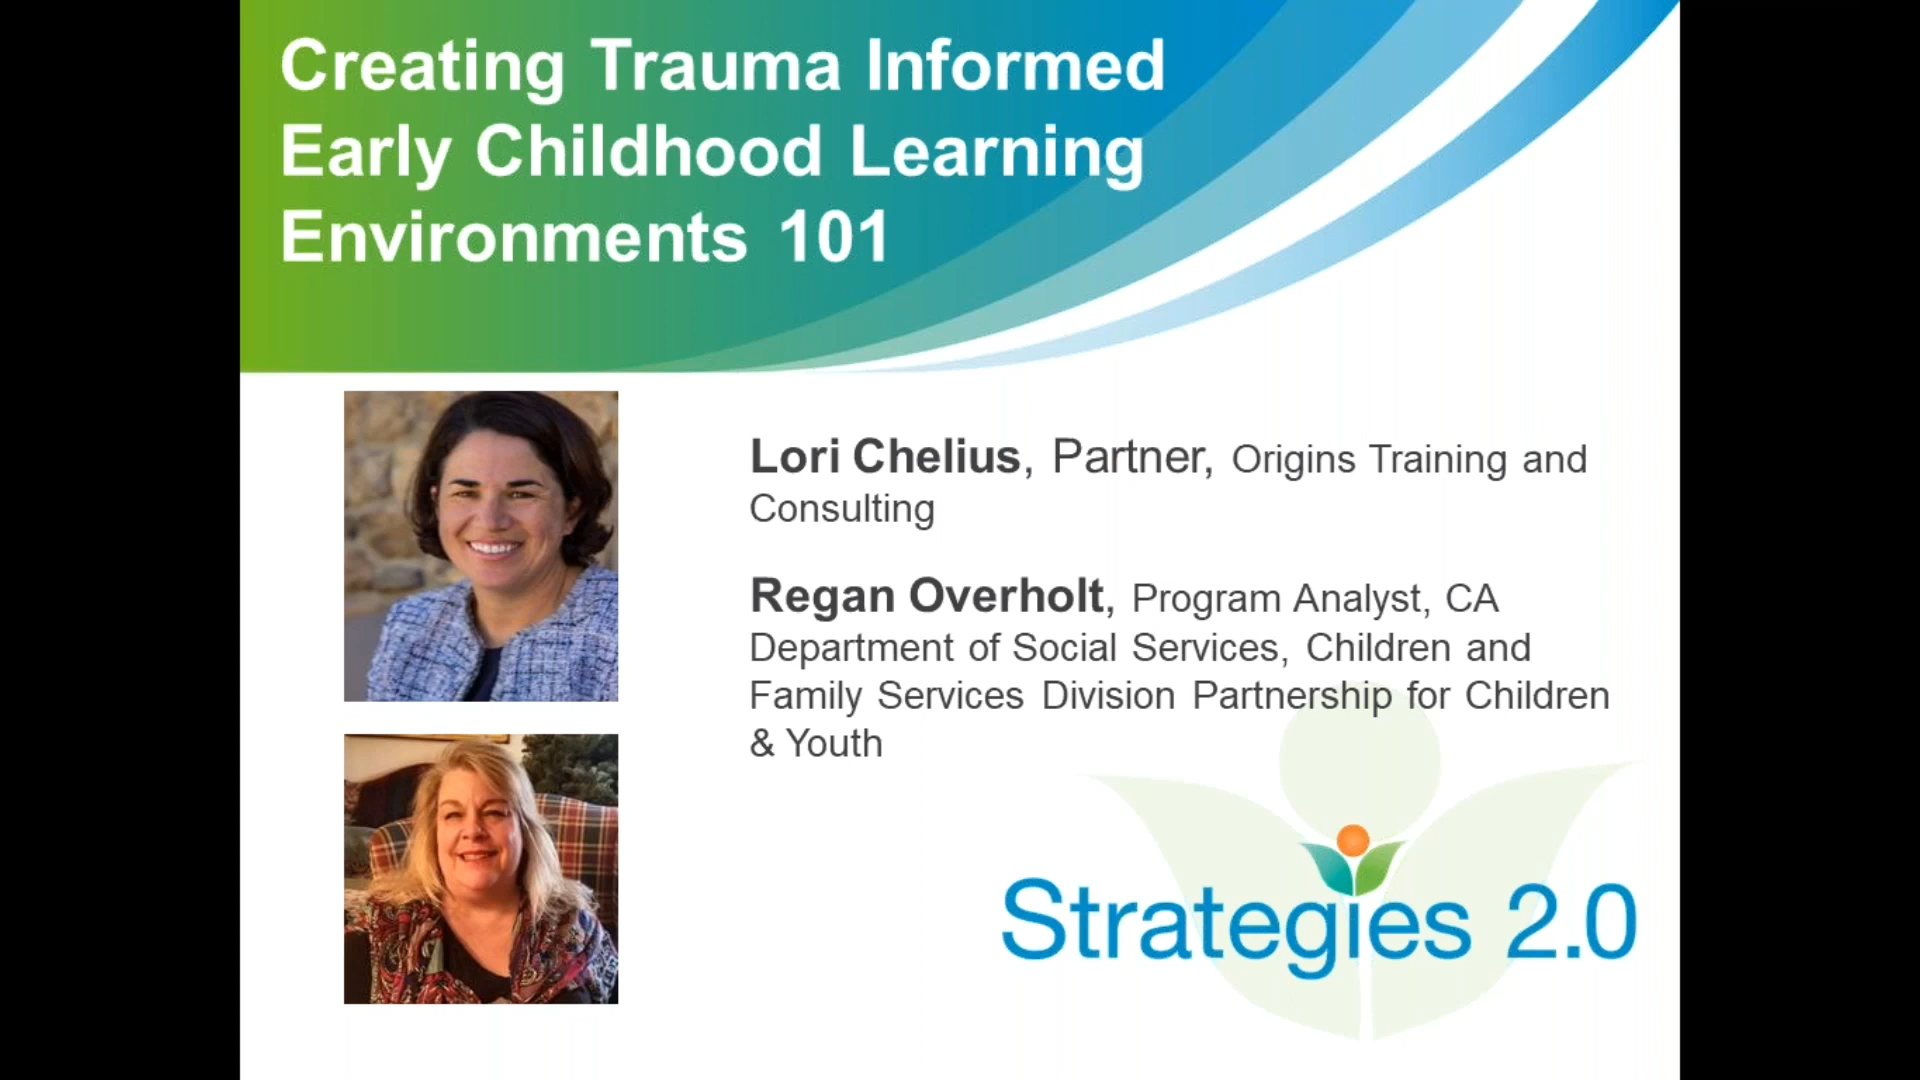 Creating Trauma Informed
Early Childhood Learning
Environments 101
Lori Chelius, Partner, Origins Training and
Consulting
Regan Overholt, Program Analyst, CA
Department of Social Services, Children and
Family Services Division Partnership for Children
& Youth
Strategies 2.0